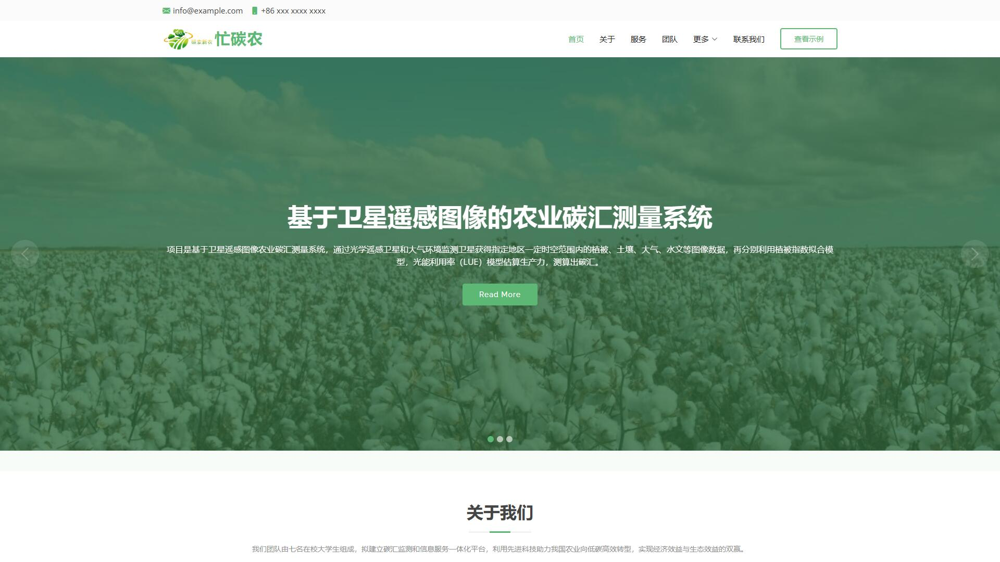 info@example.com +86 xxx xxxx xxxx
CO₂ 碳索新农 忙碳农 首页 关于 服务 团队 更多 联系我们 查看示例
基于卫星遥感图像的农业碳汇测量系统
项目是基于卫星遥感图像农业碳汇测量系统，通过光学遥感卫星和大气环境监测卫星获得指定地区一定时空范围内的植被、土壤、大气、水文等图像数据，再分别利用植被指数拟合模
型，光能利用率（LUE）模型估算生产力，测算出碳汇。
Read More
关于我们
我们团队由七名在校大学生组成，拟建立碳汇监测和信息服务一体化平台，利用先进科技助力我国农业向低碳高效转型，实现经济效益与生态效益的双赢。